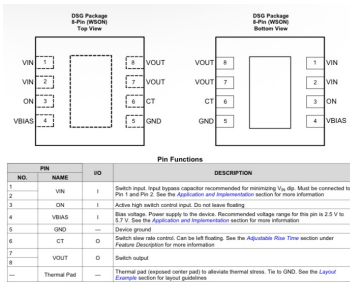 DSG Package
8-Pin (WSON)
Top View
DSG Package
8-Pin (WSON)
Bottom View
VIN 1 8 VOUT
VIN 2 7 VOUT
ON 3 6 CT
VBIAS 4 5 GND
VOUT 8 1 VIN
VOUT 7 2 VIN
CT 6 3 ON
GND 5 4 VBIAS
Pin Functions
PIN I/O DESCRIPTION
NO. NAME
1 2 VIN I Switch input. Input bypass capacitor recommended for minimizing VIN dip. Must be connected to
Pin 1 and Pin 2. See the Application and Implementation section for more information
3 ON I Active high switch control input. Do not leave floating
4 VBIAS I Bias voltage. Power supply to the device. Recommended voltage range for this pin is 2.5 V to
5.7 V. See the Application and Implementation section for more information
5 GND — Device ground
6 CT O Switch slew rate control. Can be left floating. See the Adjustable Rise Time section under
Feature Description for more information
7 8 VOUT O Switch output
— Thermal Pad — Thermal pad (exposed center pad) to alleviate thermal stress. Tie to GND. See the Layout
Example section for layout guidelines